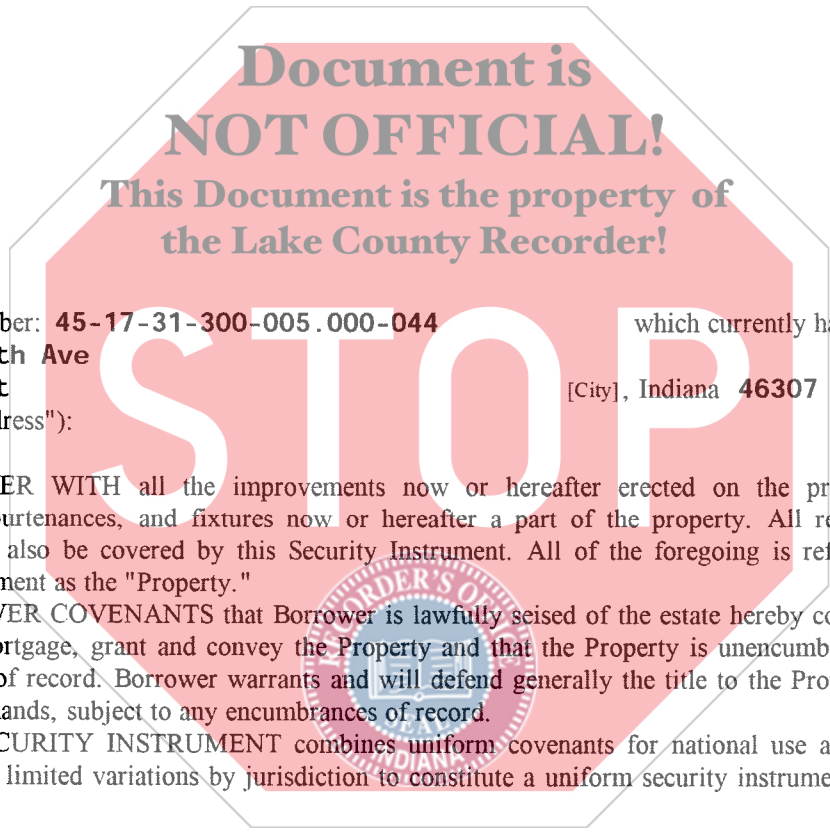 Document is
NOT OFFICIAL!
This Document is the property of
the Lake County Recorder!
ber: 45-17-31-300-005.000-044 which currently ha
th Ave
t [City], Indiana 46307
dress"):
STOP
ER WITH all the improvements now or hereafter erected on the pr
urtenances, and fixtures now or hereafter a part of the property. All re
also be covered by this Security Instrument. All of the foregoing is ref
ment as the "Property."
VER COVENANTS that Borrower is lawfully seised of the estate hereby co
ortgage, grant and convey the Property and that the Property is unencumb
of record. Borrower warrants and will defend generally the title to the Pro
ands, subject to any encumbrances of record.
CURITY INSTRUMENT combines uniform covenants for national use a
limited variations by jurisdiction to constitute a uniform security instrume
RECORDER'S OFFICE
SEAL
INDIANA